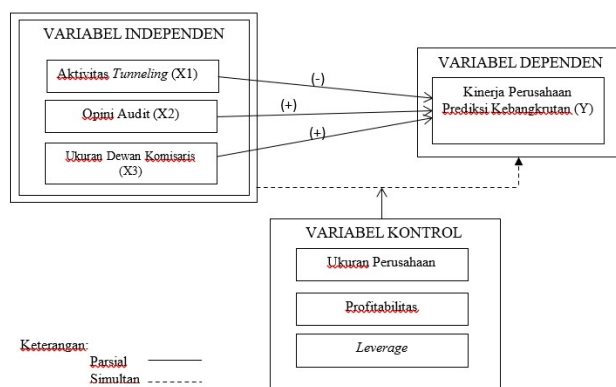 VARIABEL INDEPENDEN
Aktivitas Tunneling (X1)
Opini Audit (X2)
Ukuran Dewan Komisaris
(X3)
(-)
(+)
(+)
VARIABEL DEPENDEN
Kinerja Perusahaan
Prediksi Kebangkrutan (Y)
VARIABEL KONTROL
Ukuran Perusahaan
Profitabilitas
Leverage
Keterangan:
Parsial
Simultan